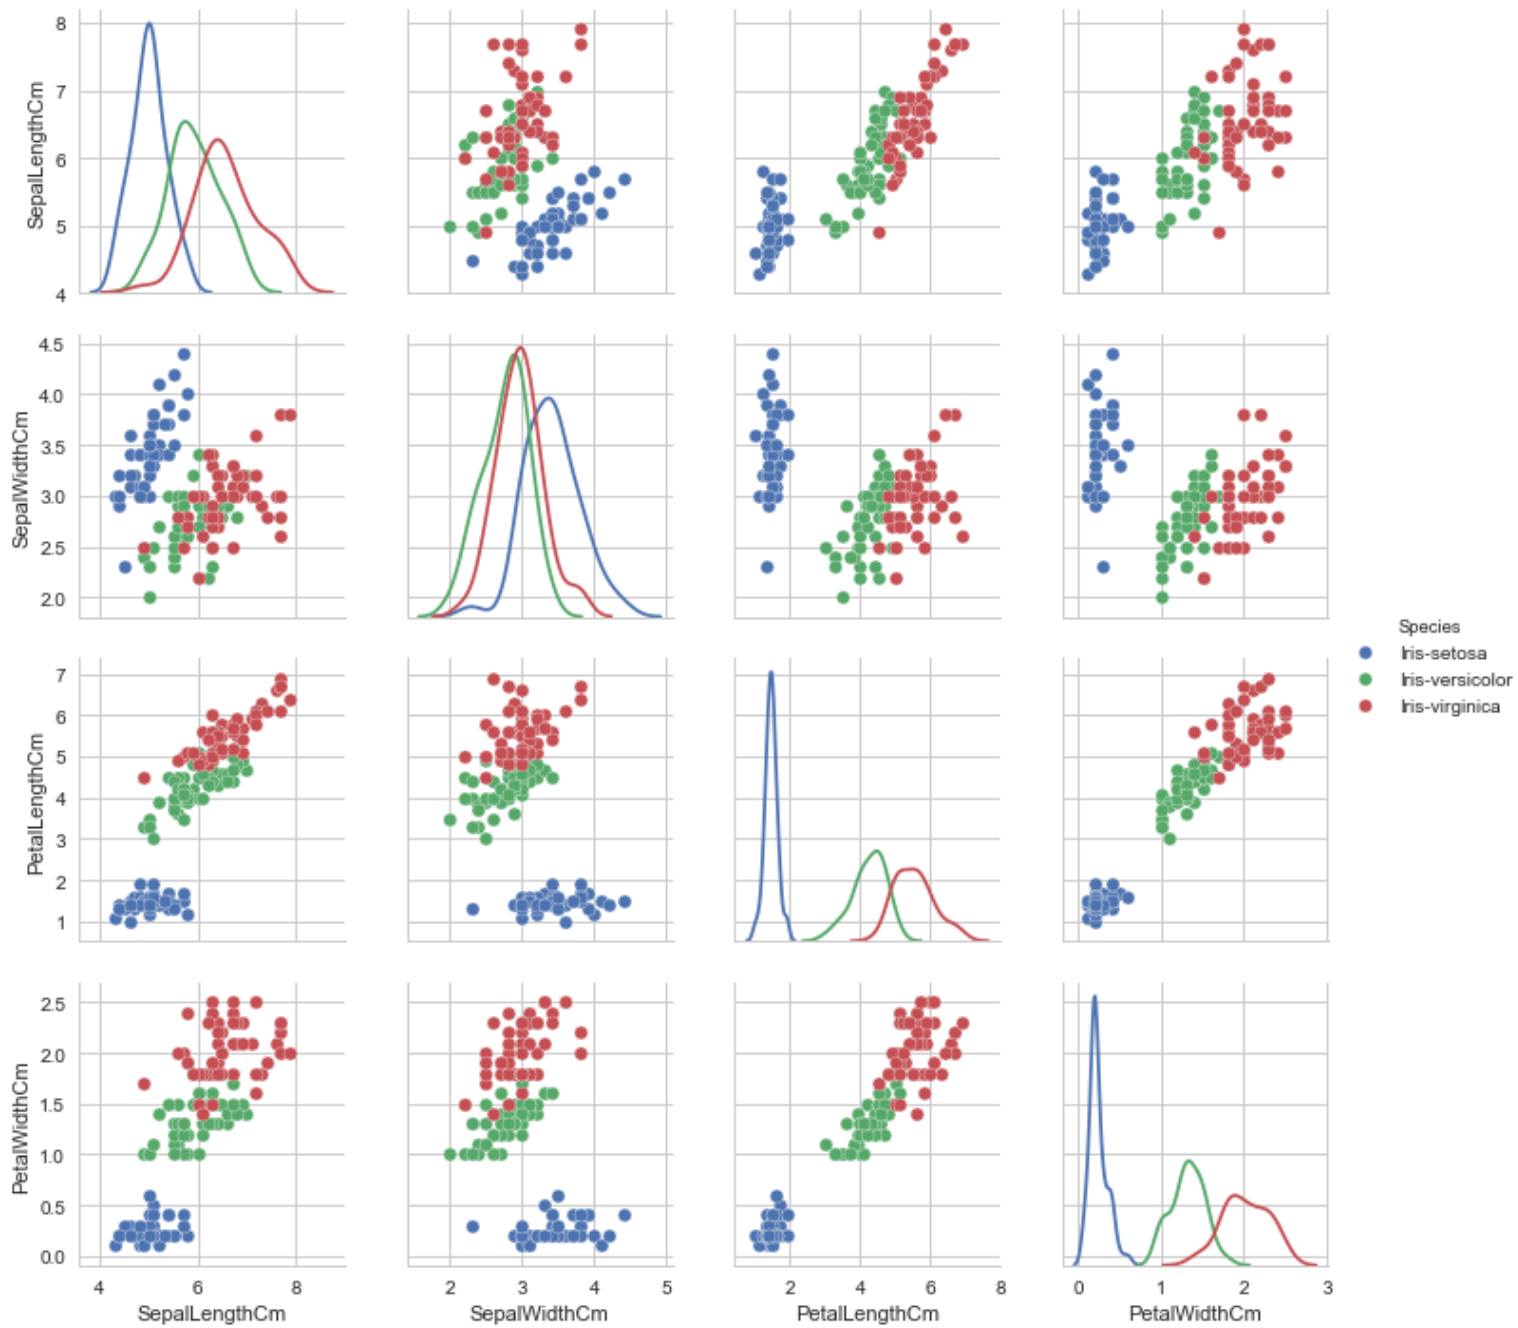 8
7
6
5
4
SepalLengthCm
4.5
4.0
3.5
3.0
2.5
2.0
SepalWidthCm
Species
Iris-setosa
Iris-versicolor
Iris-virginica
7
6
5
4
3
2
1
PetalLengthCm
2.5
2.0
1.5
1.0
0.5
0.0
PetalWidthCm
4 6 8
2 3 4 5
2 4 6 8
0 1 2 3
SepalLengthCm
SepalWidthCm
PetalLengthCm
PetalWidthCm